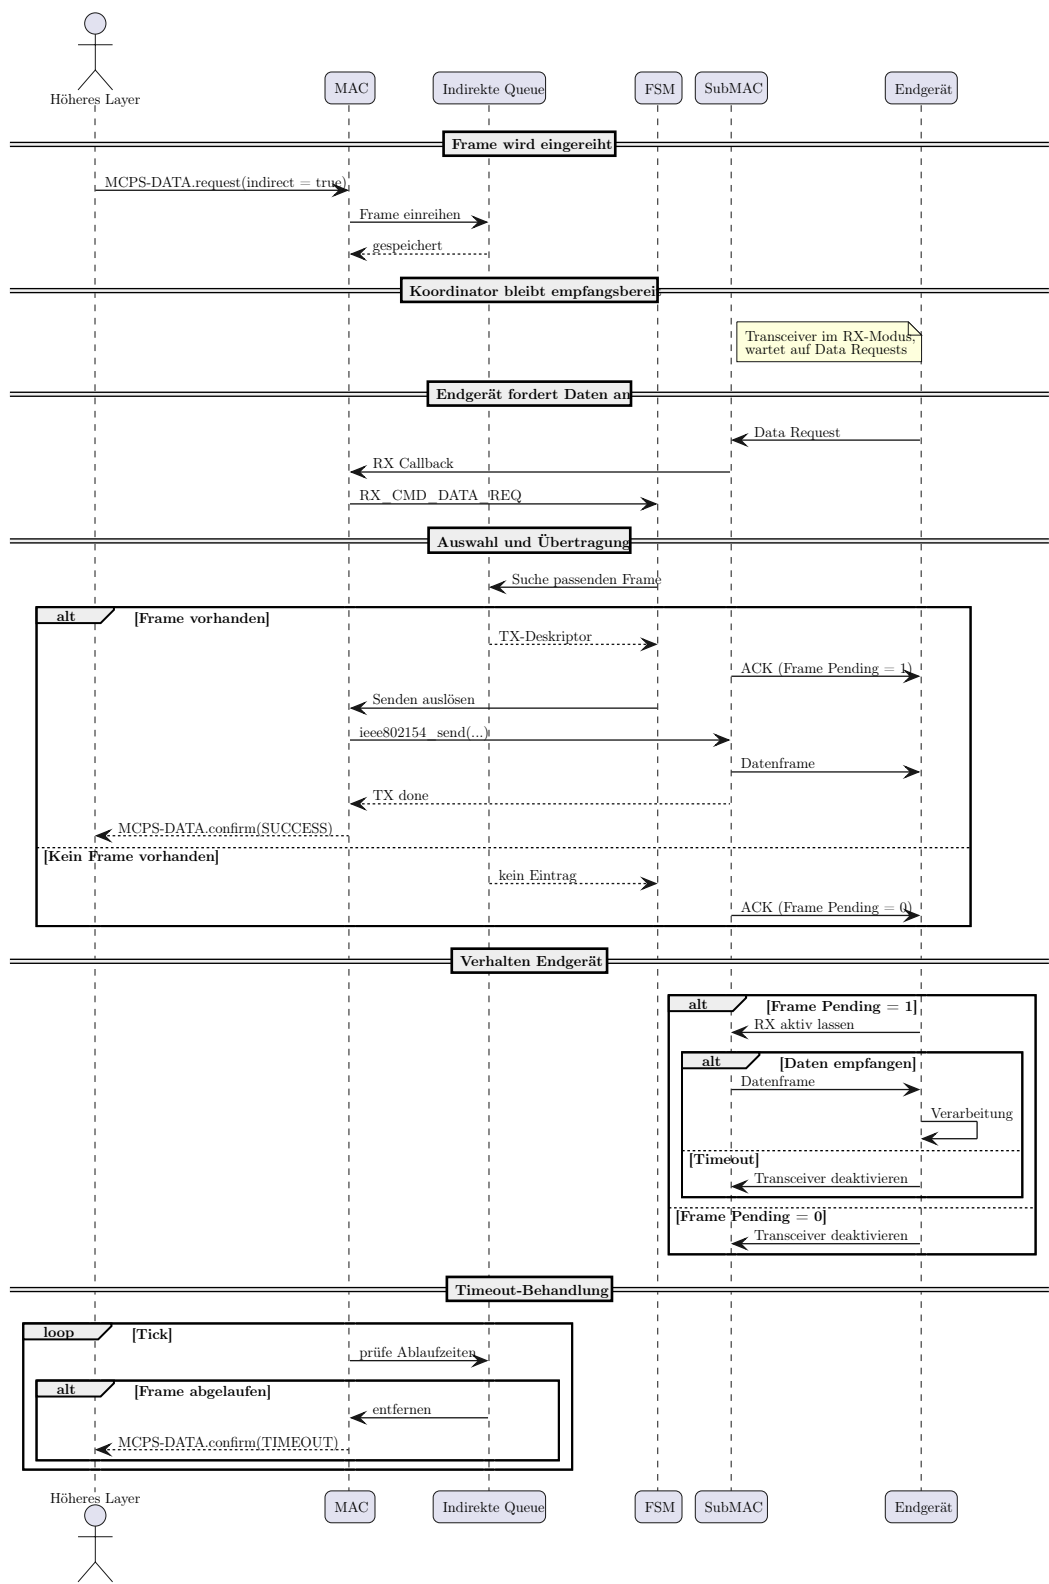 Höheres Layer
MAC
Indirekte Queue
FSM
SubMAC
Endgerät
Frame wird eingereiht
MCPS-DATA.request(indirect = true)
Frame einreihen
gespeichert
Koordinator bleibt empfangsbereit
Transceiver im RX-Modus,
wartet auf Data Requests
Endgerät fordert Daten an
Data Request
RX Callback
RX_CMD_DATA_REQ
Auswahl und Übertragung
Suche passenden Frame
alt
[Frame vorhanden]
TX-Deskriptor
ACK (Frame Pending = 1)
Senden auslösen
ieee802154_send(...)
Datenframe
TX done
MCPS-DATA.confirm(SUCCESS)
[Kein Frame vorhanden]
kein Eintrag
ACK (Frame Pending = 0)
Verhalten Endgerät
alt
[Frame Pending = 1]
RX aktiv lassen
alt
[Daten empfangen]
Datenframe
Verarbeitung
[Timeout]
Transceiver deaktivieren
[Frame Pending = 0]
Transceiver deaktivieren
Timeout-Behandlung
loop
[Tick]
prüfe Ablaufzeiten
alt
[Frame abgelaufen]
entfernen
MCPS-DATA.confirm(TIMEOUT)
Höheres Layer
MAC
Indirekte Queue
FSM
SubMAC
Endgerät